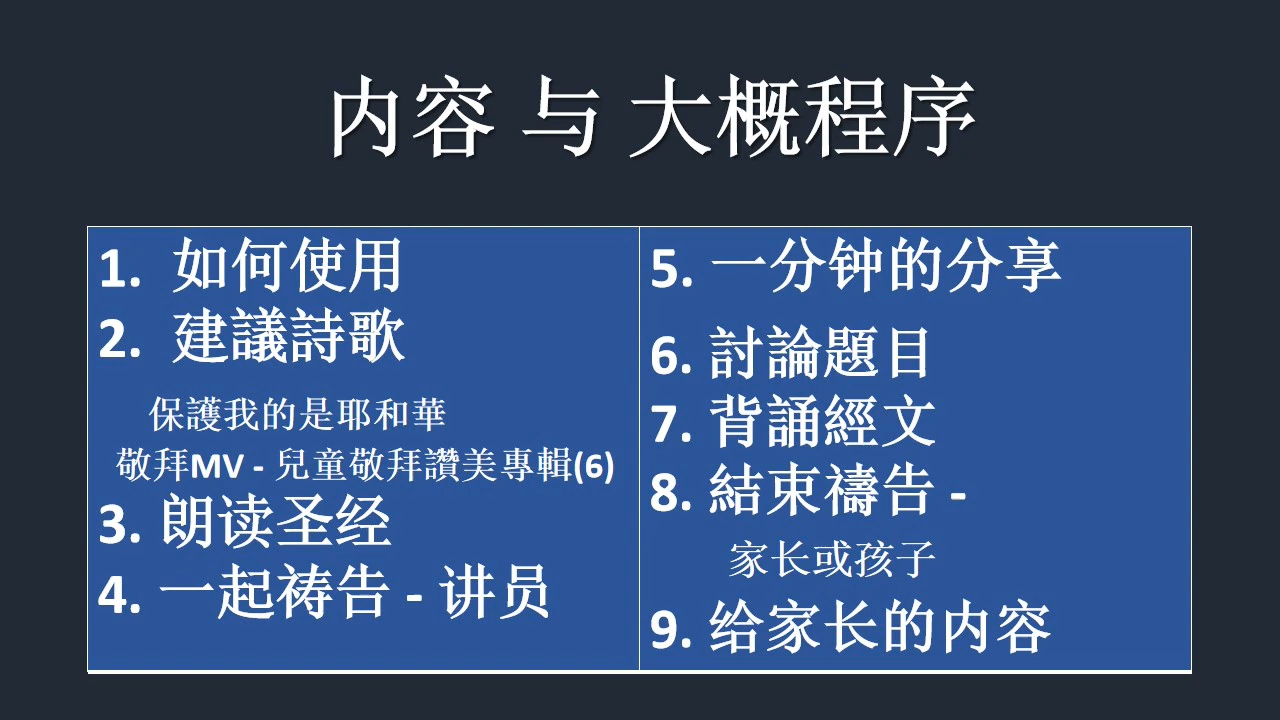 内容 与 大概程序
1. 如何使用
2. 建議詩歌
保護我的是耶和華
敬拜MV - 兒童敬拜讚美專輯(6)
3. 朗读圣经
4. 一起祷告 - 讲员
5. 一分钟的分享
6. 討論題目
7. 背誦經文
8. 結束禱告 -
家长或孩子
9. 给家长的内容